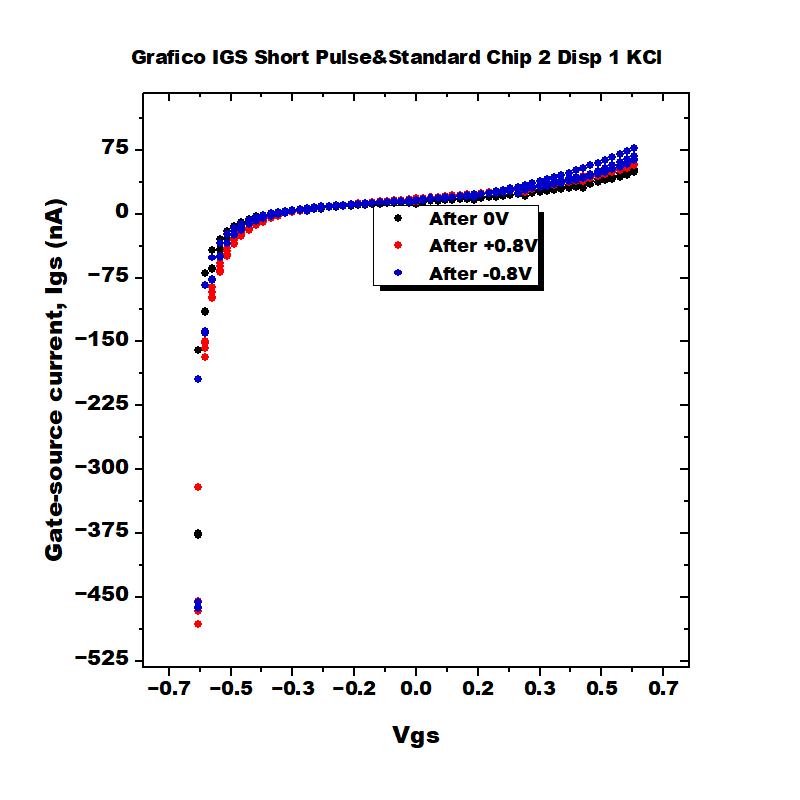 Grafico IGS Short Pulse&Standard Chip 2 Disp 1 KCl
75
0
−75
−150
−225
−300
−375
−450
−525
Gate-source current, Igs (nA)
After 0V
After +0.8V
After -0.8V
−0.7 −0.5 −0.3 −0.2 0.0 0.2 0.3 0.5 0.7
Vgs